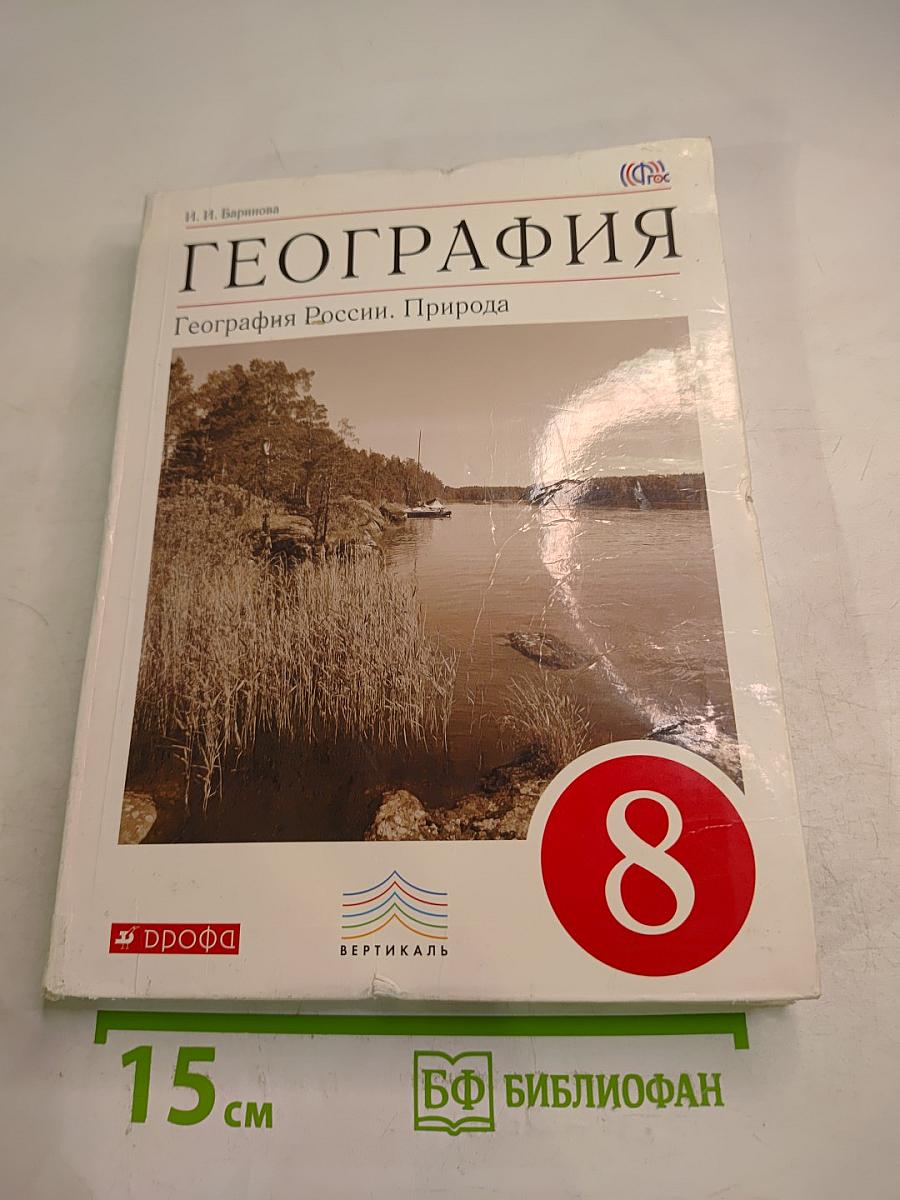 ФГОС
И. И. Баринова
ГЕОГРАФИЯ
География России. Природа
8
ДРОФА
ВЕРТИКАЛЬ
15 см
БФ БИБЛИОФАН